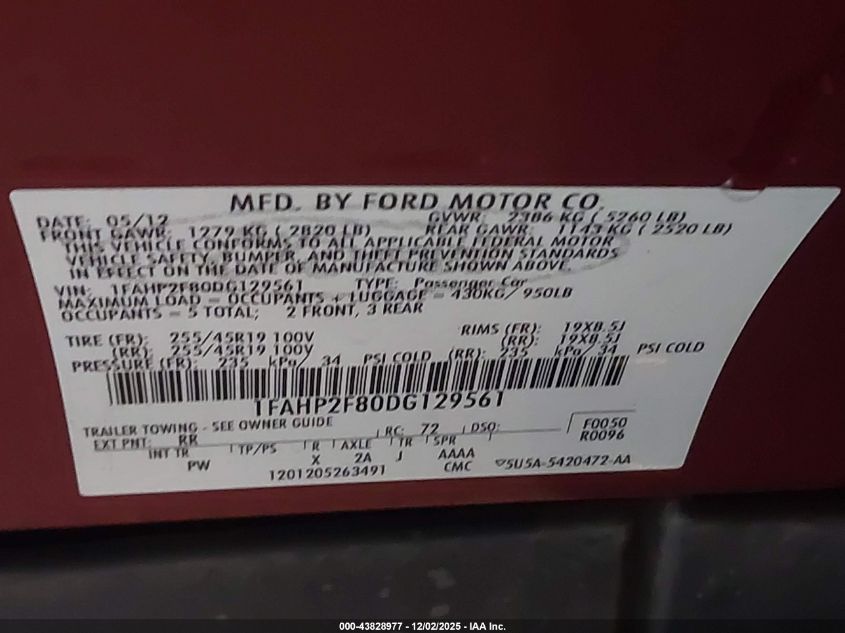 MFD. BY FORD MOTOR CO.
DATE: 05/12 GVWR: 2386 KG ( 5260 LB)
FRONT GAWR: 1279 KG ( 2820 LB) REAR GAWR: 1143 KG ( 2520 LB)
THIS VEHICLE CONFORMS TO ALL APPLICABLE FEDERAL MOTOR
VEHICLE SAFETY, BUMPER, AND THEFT PREVENTION STANDARDS
IN EFFECT ON THE DATE OF MANUFACTURE SHOWN ABOVE.
VIN: 1FAHP2F80DG129561 TYPE: Passenger Car
MAXIMUM LOAD = OCCUPANTS + LUGGAGE = 430KG/950LB
OCCUPANTS = 5 TOTAL; 2 FRONT, 3 REAR
TIRE (FR): 255/45R19 100V RIMS (FR): 19X8.5J
(RR): 255/45R19 100V (RR): 19X8.5J
PRESSURE (FR): 235 kPa/ 34 PSI COLD (RR): 235 kPa/ 34 PSI COLD
1FAHP2F80DG129561
TRAILER TOWING - SEE OWNER GUIDE
EXT PNT: RR RC: 72 DSO: F0050
R0096
INT TR TP/PS R AXLE TR SPR
PW X 2A J AAAA
1201205263491 CMC 5U5A-5420472-AA
000-43828977 - 12/02/2025 - IAA Inc.